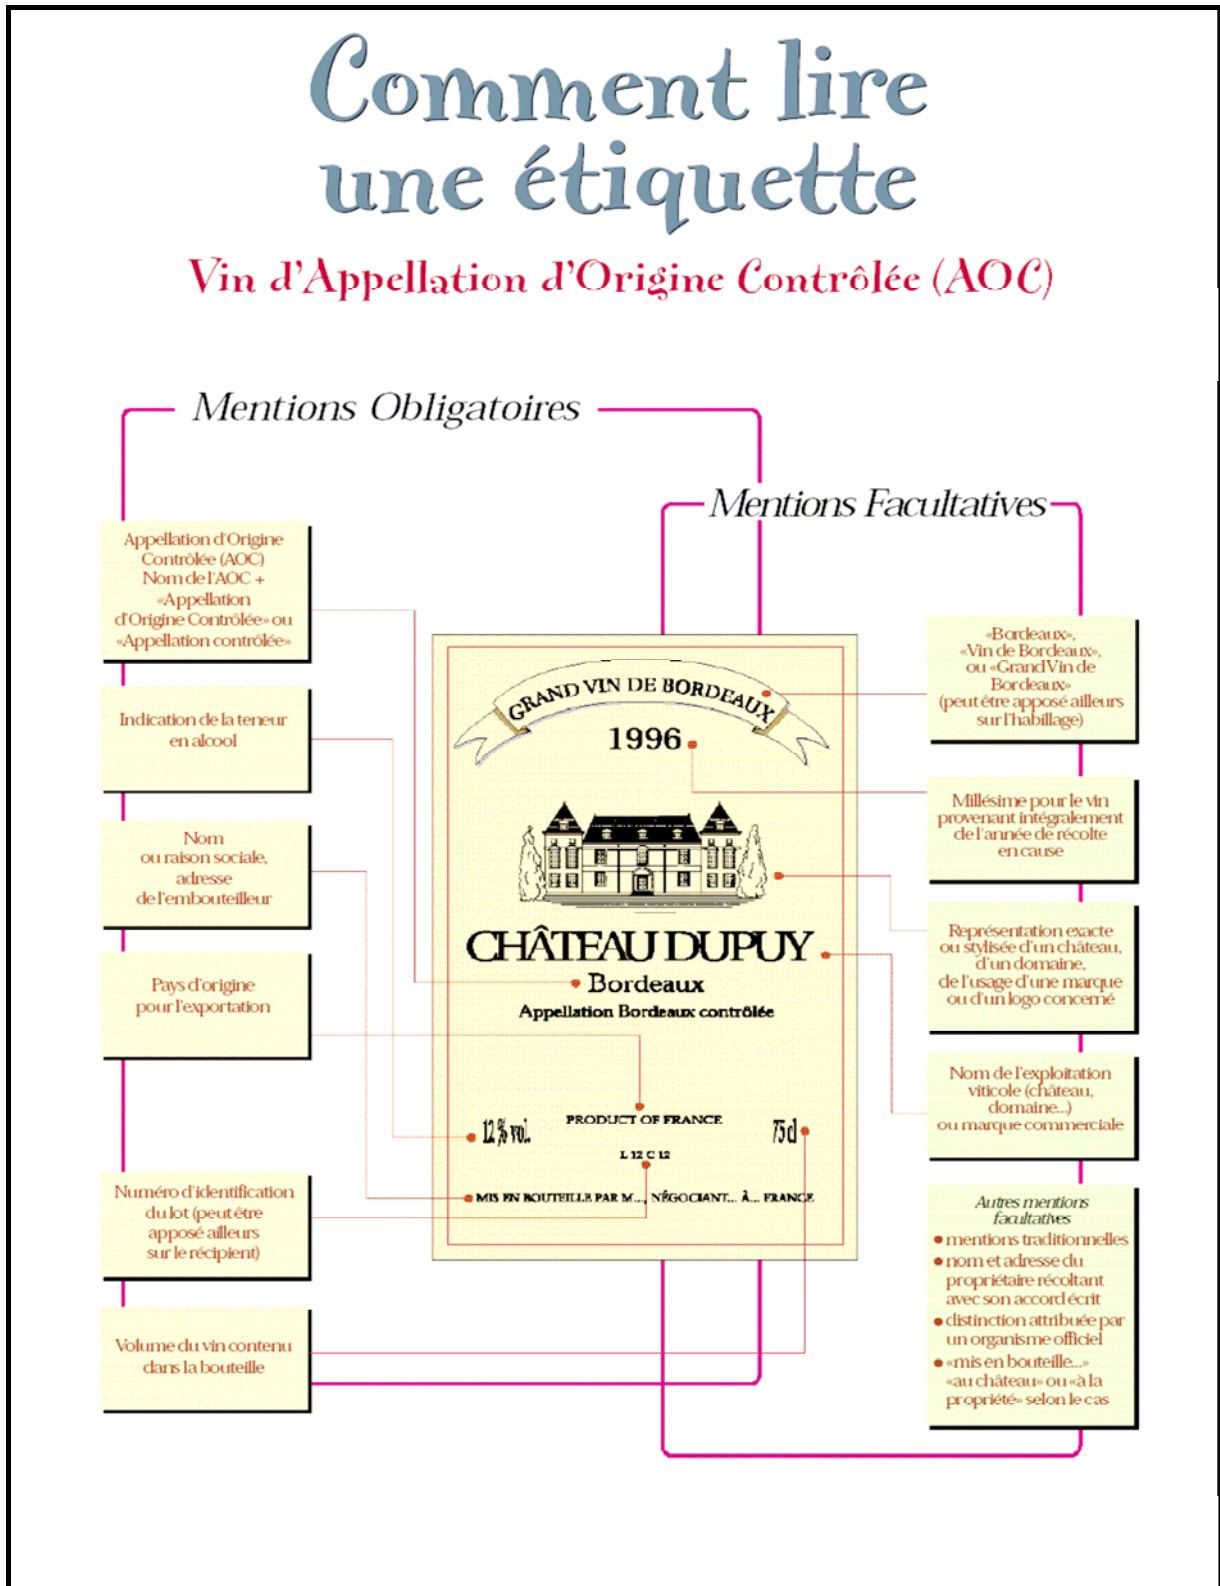 Comment lire
une étiquette
Vin d'Appellation d'Origine Contrôlée (AOC)
Mentions Obligatoires
Mentions Facultatives
Appellation d'Origine
Contrôlée (AOC)
Nom de l'AOC +
«Appellation
d'Origine Contrôlée» ou
«Appellation contrôlée»
Indication de la teneur
en alcool
Nom
ou raison sociale,
adresse
de l'embouteilleur
Pays d'origine
pour l'exportation
Numéro d'identification
du lot (peut être
apposé ailleurs
sur le récipient)
Volume du vin contenu
dans la bouteille
GRAND VIN DE BORDEAUX
1996
CHÂTEAU DUPUY
Bordeaux
Appellation Bordeaux contrôlée
PRODUCT OF FRANCE
12 % vol.
75 cl
L 12 C 12
MIS EN BOUTEILLE PAR M..., NÉGOCIANT... À... FRANCE
«Bordeaux»,
«Vin de Bordeaux»,
ou «Grand Vin de
Bordeaux»
(peut être apposé ailleurs
sur l'habillage)
Millésime pour le vin
provenant intégralement
de l'année de récolte
en cause
Représentation exacte
ou stylisée d'un château,
d'un domaine,
de l'usage d'une marque
ou d'un logo concerné
Nom de l'exploitation
viticole (château,
domaine...)
ou marque commerciale
Autres mentions
facultatives
• mentions traditionnelles
• nom et adresse du
propriétaire récoltant
avec son accord écrit
• distinction attribuée par
un organisme officiel
• «mis en bouteille...»
«au château» ou «à la
propriété» selon le cas